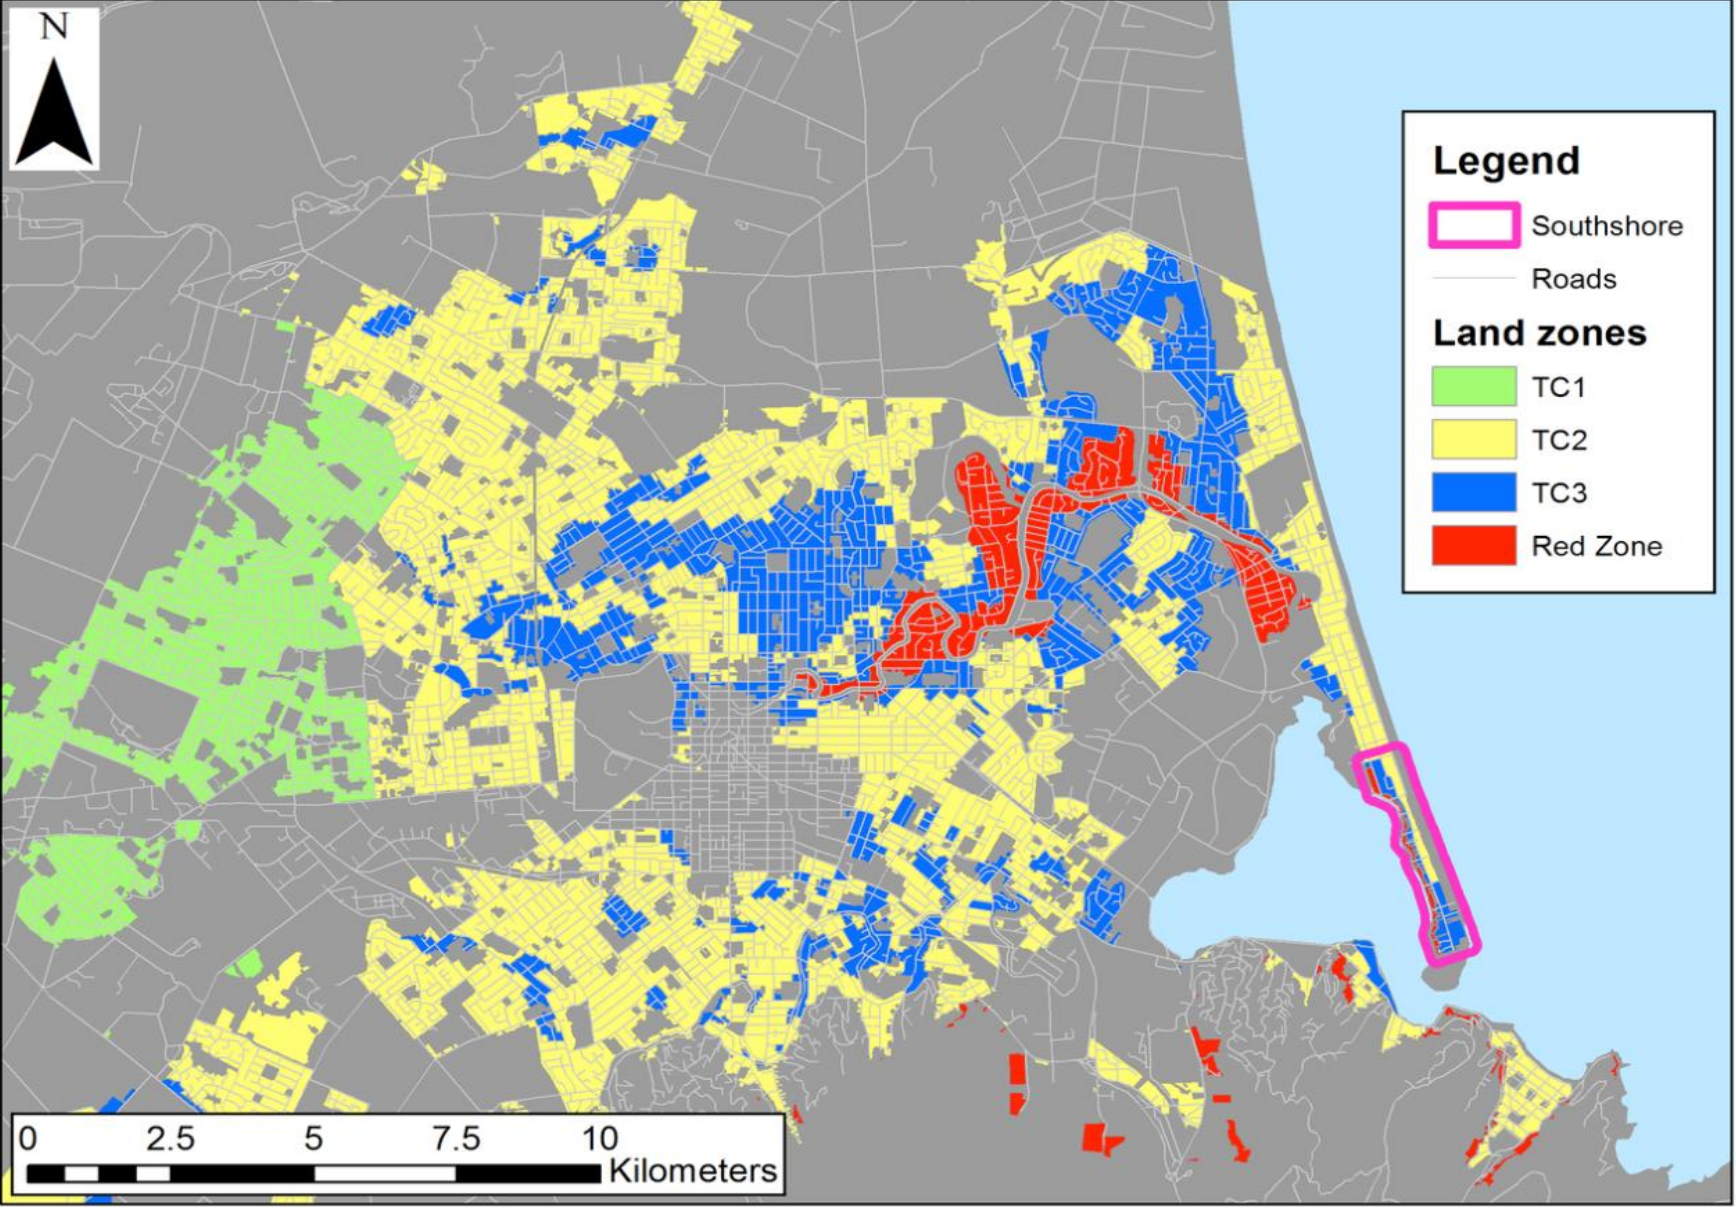 N
Legend
Southshore
Roads
Land zones
TC1
TC2
TC3
Red Zone
0 2.5 5 7.5 10
Kilometers